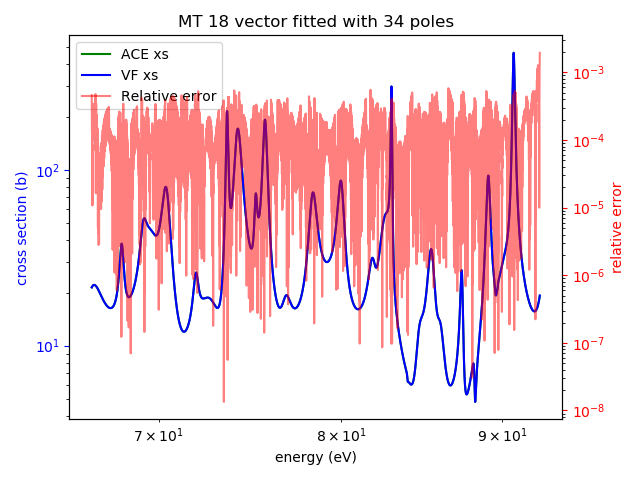 MT 18 vector fitted with 34 poles
ACE xs
VF xs
Relative error
cross section (b)
10²
10¹
relative error
10⁻³
10⁻⁴
10⁻⁵
10⁻⁶
10⁻⁷
10⁻⁸
7 × 10¹
8 × 10¹
9 × 10¹
energy (eV)